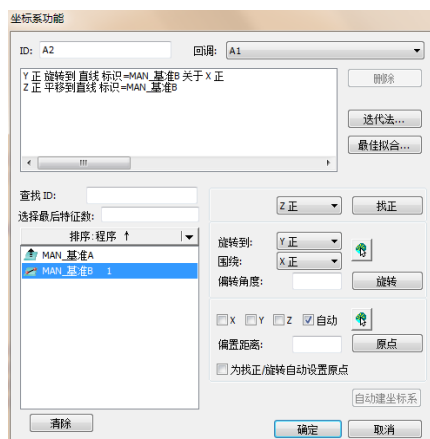 坐标系功能
ID: A2 回调: A1
Y 正 旋转到 直线 标识=MAN_基准B 关于 X 正
Z 正 平移到直线 标识=MAN_基准B
删除
迭代法...
最佳拟合...
查找 ID:
选择最后特征数:
Z 正 找正
排序:程序 ↑
MAN_基准A
MAN_基准B 1
旋转到: Y 正
围绕: X 正
偏转角度: 旋转
X Y Z 自动
偏置距离: 原点
为找正/旋转自动设置原点
自动建坐标系
清除
确定 取消